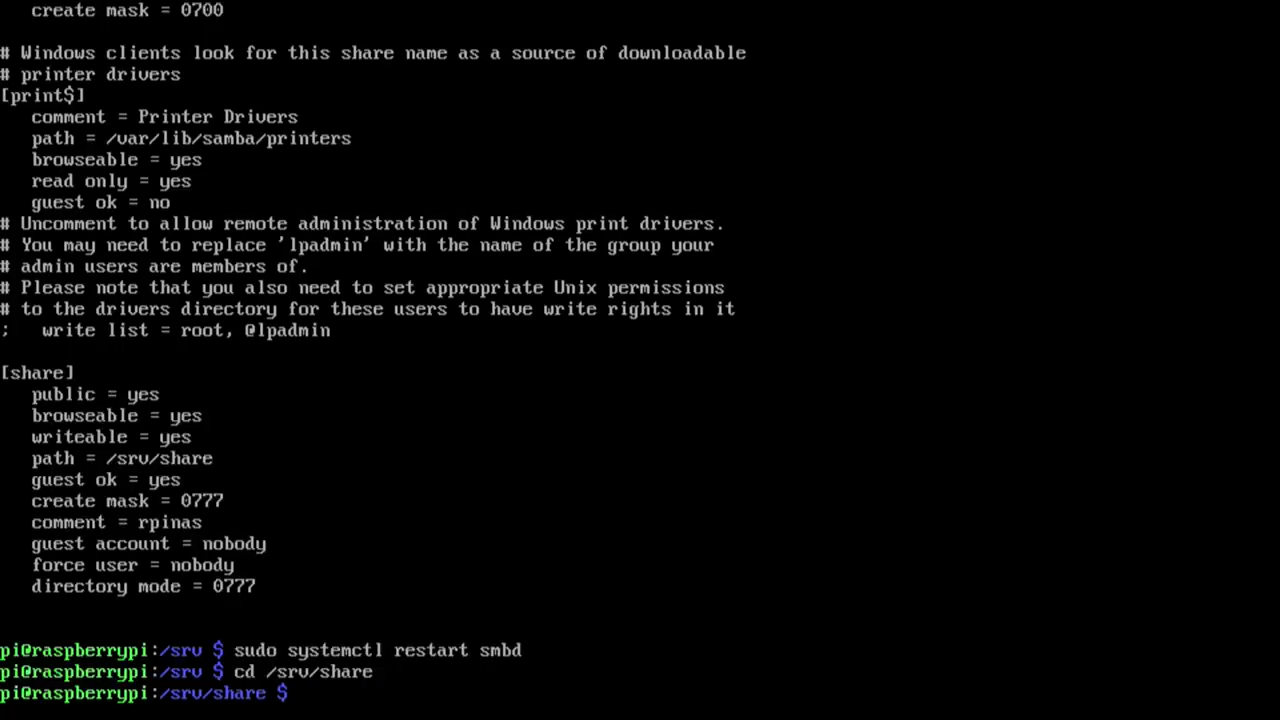 create mask = 0700
# Windows clients look for this share name as a source of downloadable
# printer drivers
[print$]
comment = Printer Drivers
path = /var/lib/samba/printers
browseable = yes
read only = yes
guest ok = no
# Uncomment to allow remote administration of Windows print drivers.
# You may need to replace 'lpadmin' with the name of the group your
# admin users are members of.
# Please note that you also need to set appropriate Unix permissions
# to the drivers directory for these users to have write rights in it
;   write list = root, @lpadmin
[share]
public = yes
browseable = yes
writeable = yes
path = /srv/share
guest ok = yes
create mask = 0777
comment = rpinas
guest account = nobody
force user = nobody
directory mode = 0777
pi@raspberrypi:/srv $ sudo systemctl restart smbd
pi@raspberrypi:/srv $ cd /srv/share
pi@raspberrypi:/srv/share $